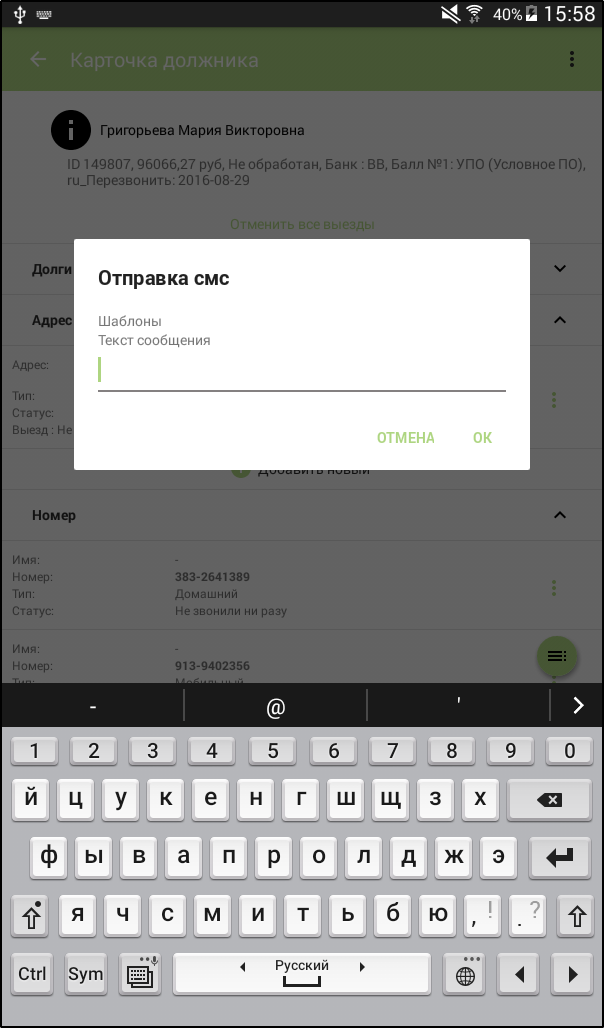 40% 15:58
Карточка должника
Григорьева Мария Викторовна
ID 149807, 96066,27 руб, Не обработан, Банк : ВВ, Балл №1: УПО (Условное ПО),
ru_Перезвонить: 2016-08-29
Отменить все выезды
Долги
Отправка смс
Адрес
Шаблоны
Текст сообщения
Адрес:
Тип:
Статус:
Выезд : Не
ОТМЕНА ОК
Добавить новый
Номер
Имя: -
Номер: 383-2641389
Тип: Домашний
Статус: Не звонили ни разу
Имя: -
Номер: 913-9402356
Тип: Мобильный
- @ '
1 2 3 4 5 6 7 8 9 0
й ц у к е н г ш щ з х
ф ы в а п р о л д ж э
я ч с м и т ь б ю , ! . ?
Ctrl Sym Русский